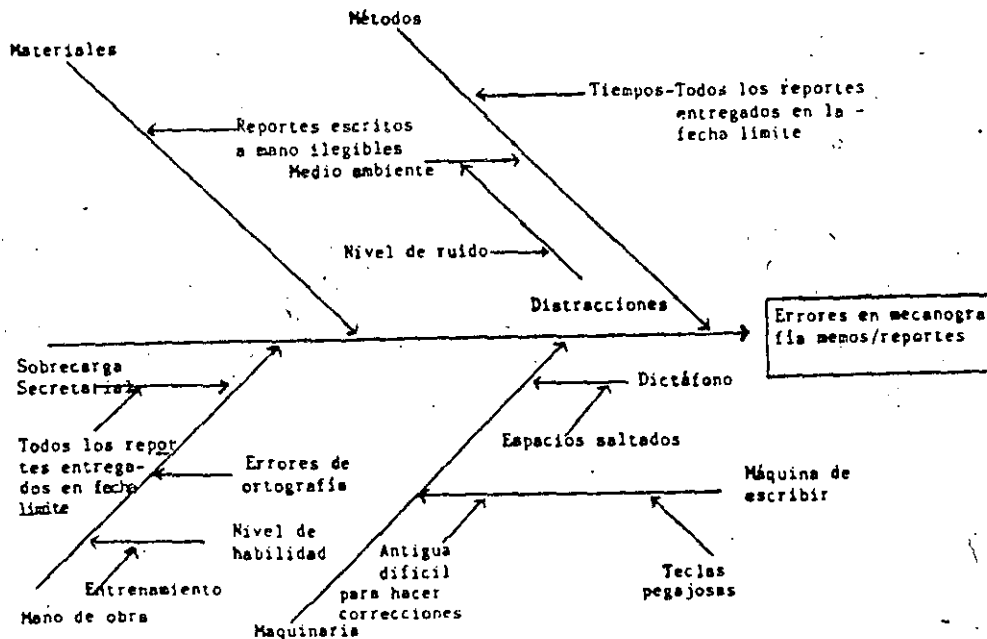 Métodos
Materiales
Tiempos-Todos los reportes
entregados en la -
fecha límite
Reportes escritos
a mano ilegibles
Medio ambiente
Nivel de ruido
Distracciones
Errores en mecanogra
fía memos/reportes
Sobrecarga
Secretarial
Dictáfono
Espacios saltados
Todos los repor
tes entrega-
dos en fecha
límite
Errores de
ortografía
Máquina de
escribir
Nivel de
habilidad
Antigua
dificil
para hacer
correcciones
Teclas
pegajosas
Entrenamiento
Mano de obra
Maquinaria